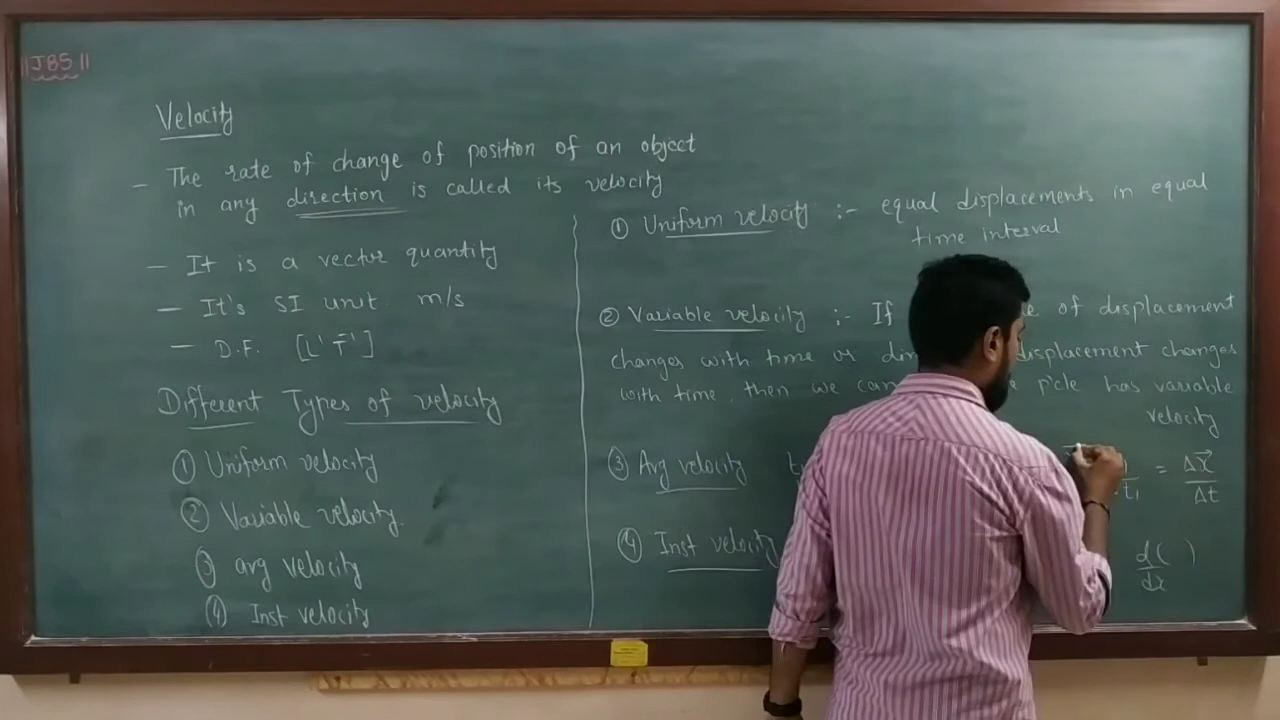 ||JBS||
Velocity
- The rate of change of position of an object
in any direction is called its velocity
- It is a vector quantity
- It's SI unit m/s
- D.F. [L¹ T̄¹]
Different Types of velocity
① Uniform velocity
② Variable velocity.
③ avg velocity
④ Inst velocity
① Uniform velocity :- equal displacements in equal
time interval
② Variable velocity :- If of displacement
changes with time or displacement changes
with time, then we can p'cle has variable
velocity
③ Avg velocity t₁ = Δx⃗/Δt
④ Inst velocity d( )/dx